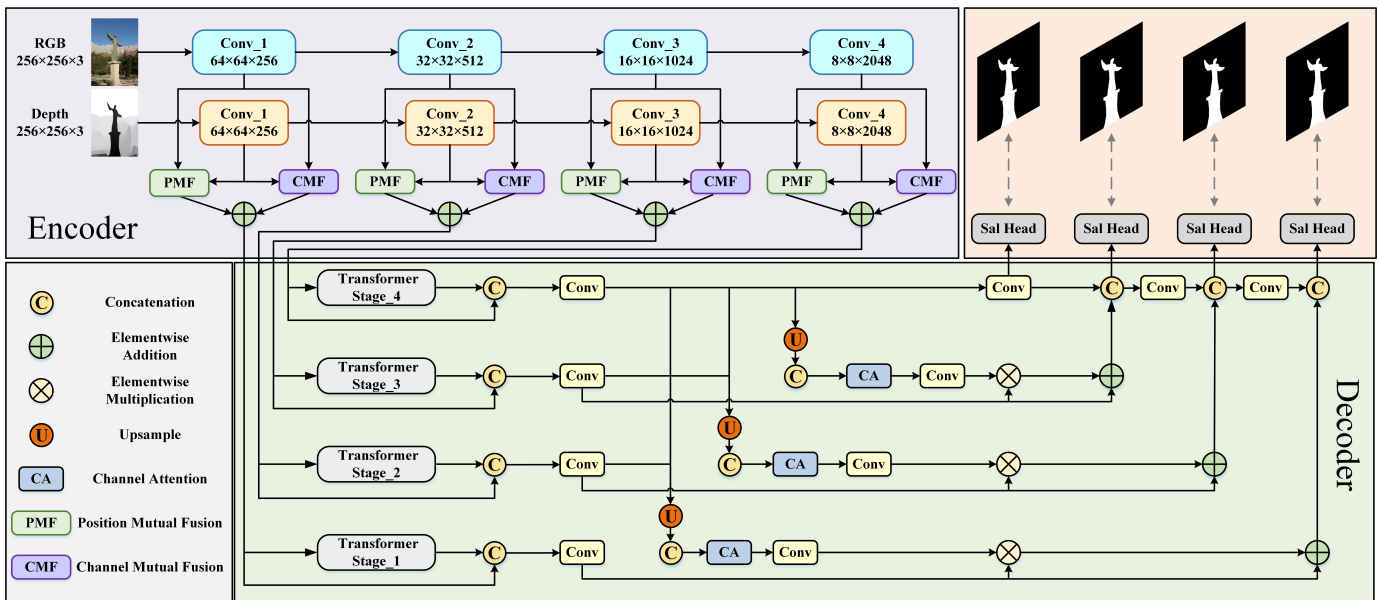 RGB
256×256×3
Conv_1
64×64×256
Conv_2
32×32×512
Conv_3
16×16×1024
Conv_4
8×8×2048
Depth
256×256×3
Conv_1
64×64×256
Conv_2
32×32×512
Conv_3
16×16×1024
Conv_4
8×8×2048
PMF
CMF
PMF
CMF
PMF
CMF
PMF
CMF
Encoder
Sal Head
Sal Head
Sal Head
Sal Head
C
Concatenation
Elementwise
Addition
Elementwise
Multiplication
U
Upsample
CA
Channel Attention
PMF
Position Mutual Fusion
CMF
Channel Mutual Fusion
Transformer
Stage_4
C
Conv
Conv
C
Conv
C
Conv
C
U
Transformer
Stage_3
C
Conv
C
CA
Conv
U
Transformer
Stage_2
C
Conv
C
CA
Conv
U
Transformer
Stage_1
C
Conv
C
CA
Conv
Decoder